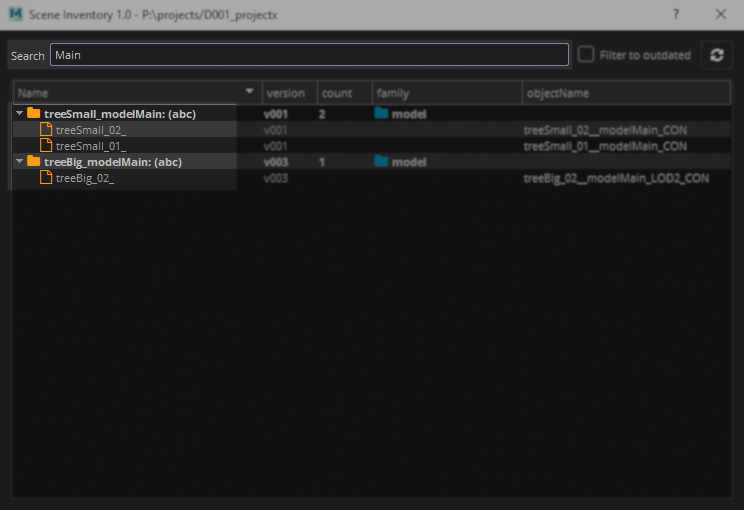 Scene Inventory 1.0 - P:\projects/D001_projectx ?
Search Main Filter to outdated
Name version count family objectName
treeSmall_modelMain: (abc) v001 2 model
treeSmall_02_ v001 treeSmall_02__modelMain_CON
treeSmall_01_ v001 treeSmall_01__modelMain_CON
treeBig_modelMain: (abc) v003 1 model
treeBig_02_ v003 treeBig_02__modelMain_LOD2_CON